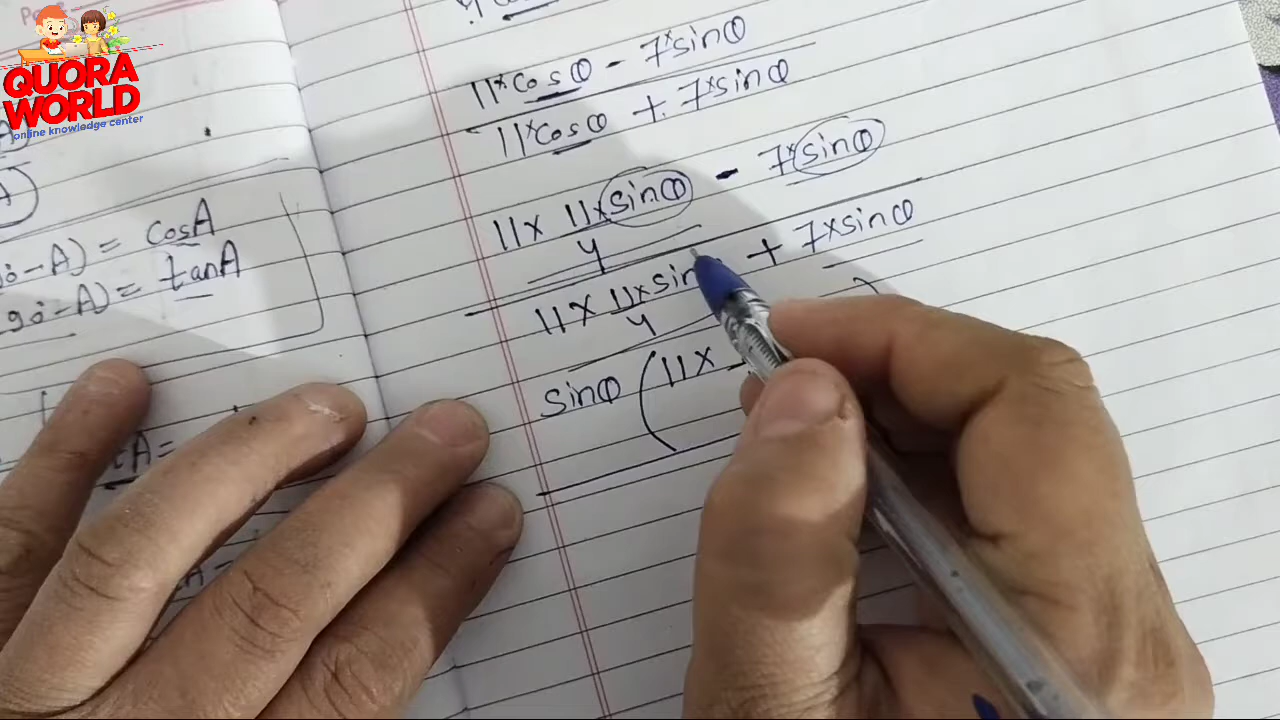 QUORA
WORLD
online knowledge center
11×cosθ - 7×sinθ
11×cosθ + 7×sinθ
11× 11×sinθ - 7×sinθ
4
11× 11×sin + 7×sinθ
4
sinθ (11×
90-A) = cosA
90-A) = tanA
A)
tA=